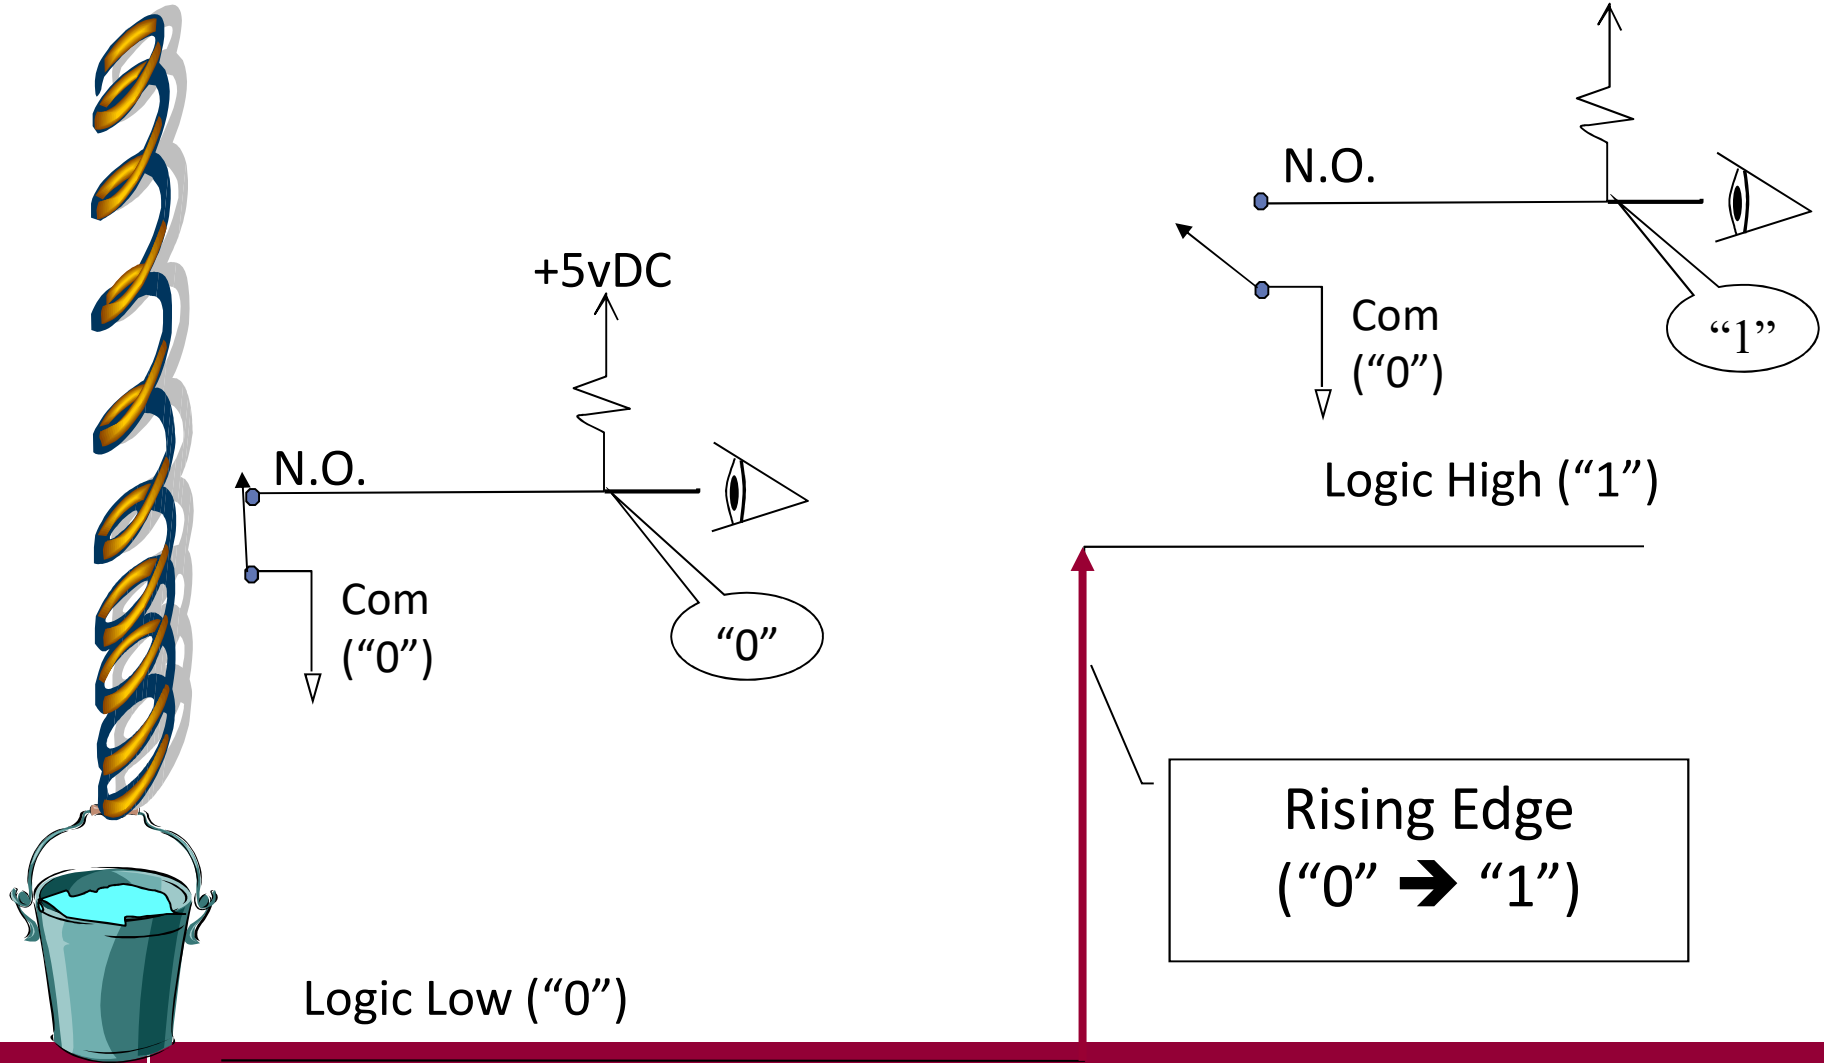 +5vDC
N.O.
Com
(“0”)
“0”
Logic Low (“0”)
N.O.
Com
(“0”)
“1”
Logic High (“1”)
Rising Edge
(“0” ➔ “1”)